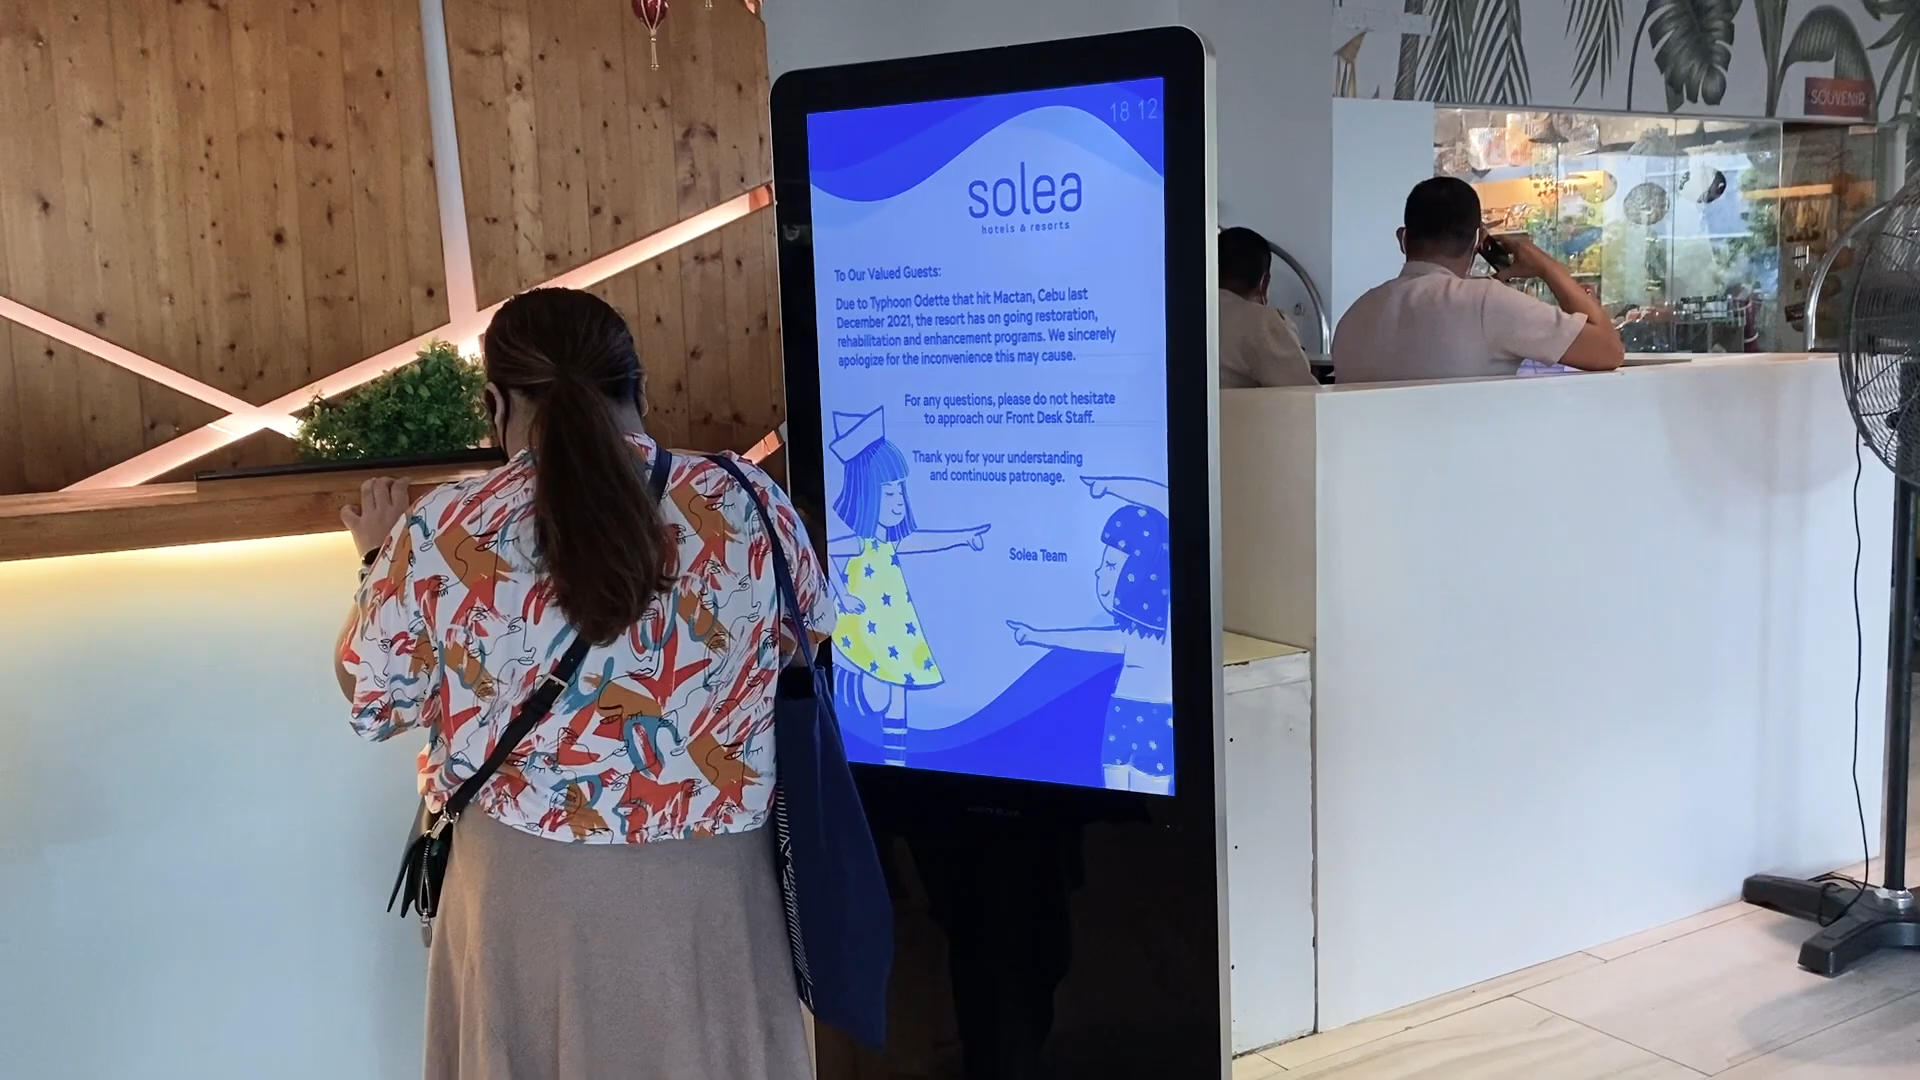 18 12
solea
hotels & resorts
To Our Valued Guests:
Due to Typhoon Odette that hit Mactan, Cebu last
December 2021, the resort has on going restoration,
rehabilitation and enhancement programs. We sincerely
apologize for the inconvenience this may cause.
For any questions, please do not hesitate
to approach our Front Desk Staff.
Thank you for your understanding
and continuous patronage.
Solea Team
SOUVENIR